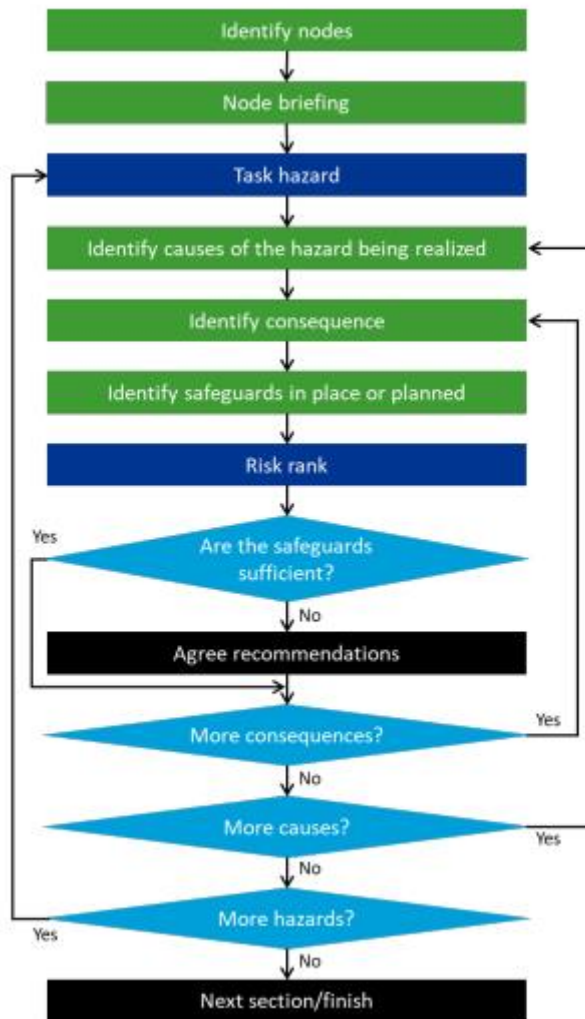 Identify nodes
Node briefing
Task hazard
Identify causes of the hazard being realized
Identify consequence
Identify safeguards in place or planned
Risk rank
Yes
Are the safeguards
sufficient?
No
Agree recommendations
More consequences?
Yes
No
More causes?
Yes
No
More hazards?
Yes
No
Next section/finish